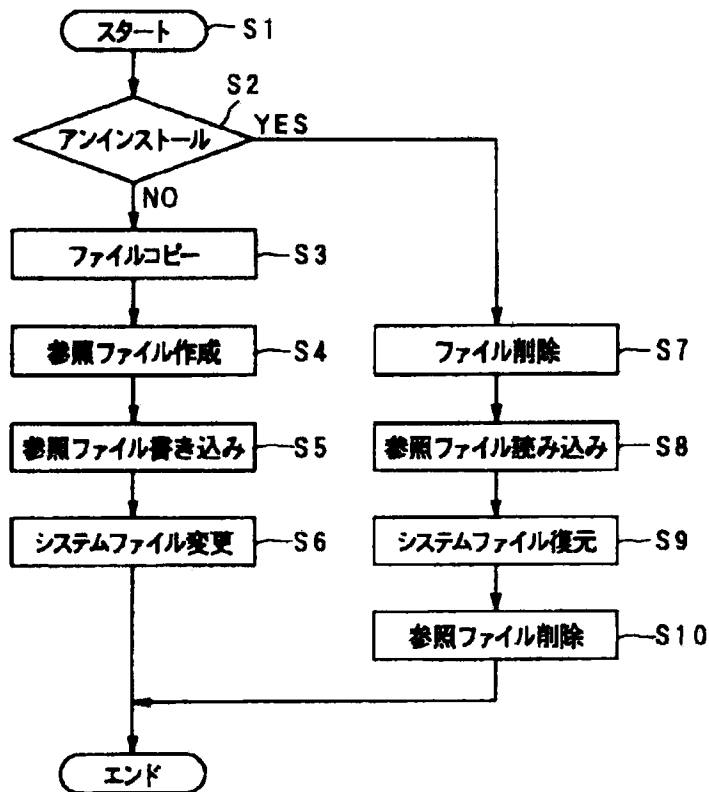 スタート S1
S2
アンインストール YES
NO
ファイルコピー S3
参照ファイル作成 S4
ファイル削除 S7
参照ファイル書き込み S5
参照ファイル読み込み S8
システムファイル変更 S6
システムファイル復元 S9
参照ファイル削除 S10
エンド